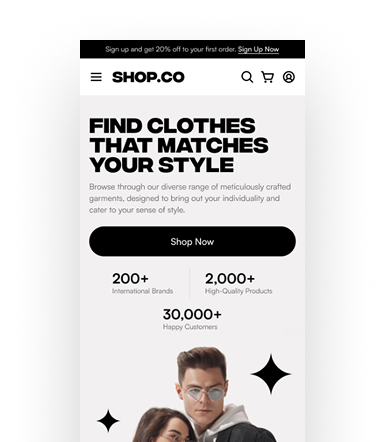 Sign up and get 20% off to your first order. Sign Up Now
SHOP.CO
FIND CLOTHES
THAT MATCHES
YOUR STYLE
Browse through our diverse range of meticulously crafted
garments, designed to bring out your individuality and
cater to your sense of style.
Shop Now
200+
International Brands
2,000+
High-Quality Products
30,000+
Happy Customers